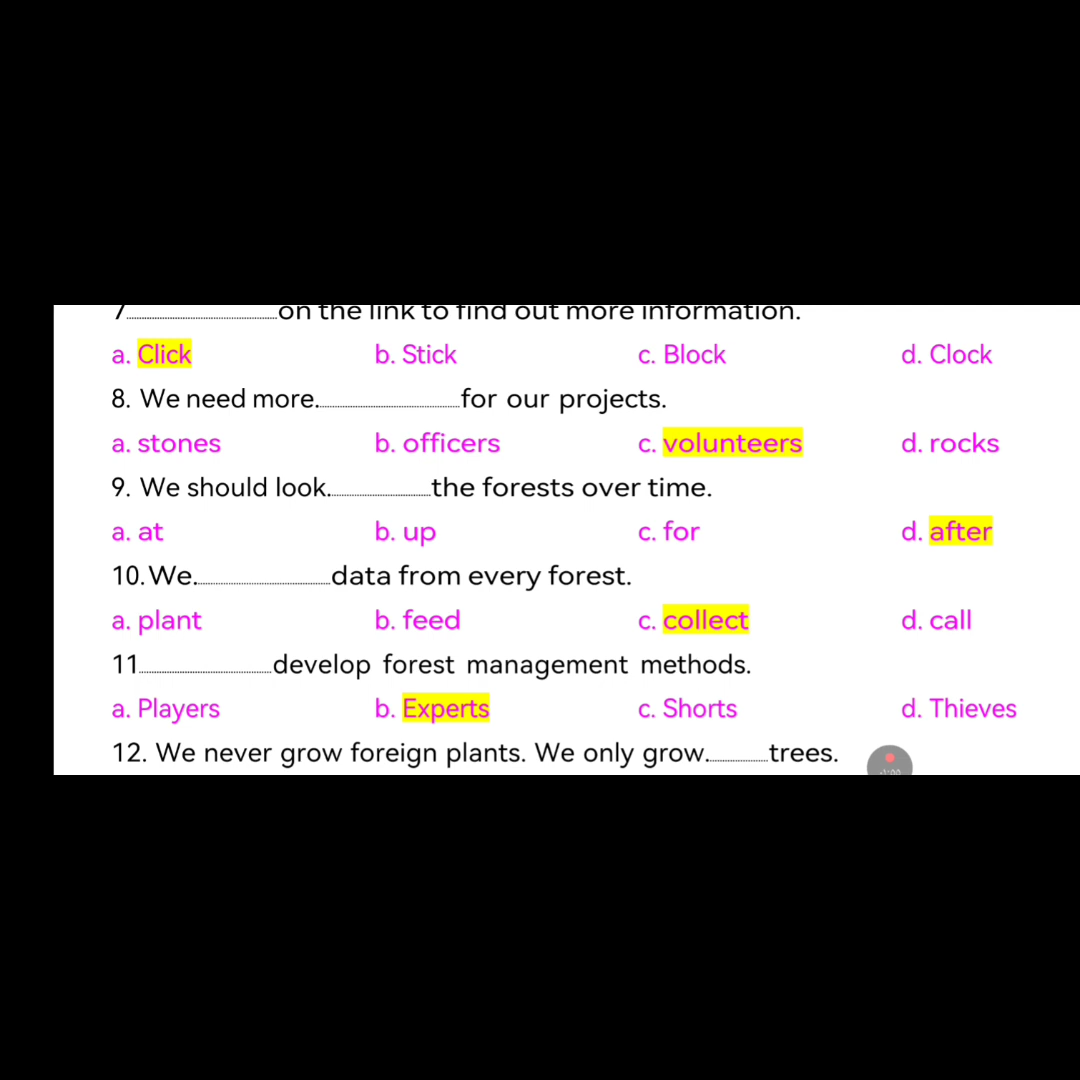 7.............on the link to find out more information.
a. Click b. Stick c. Block d. Clock
8. We need more.............for our projects.
a. stones b. officers c. volunteers d. rocks
9. We should look.............the forests over time.
a. at b. up c. for d. after
10. We.............data from every forest.
a. plant b. feed c. collect d. call
11.............develop forest management methods.
a. Players b. Experts c. Shorts d. Thieves
12. We never grow foreign plants. We only grow.............trees.